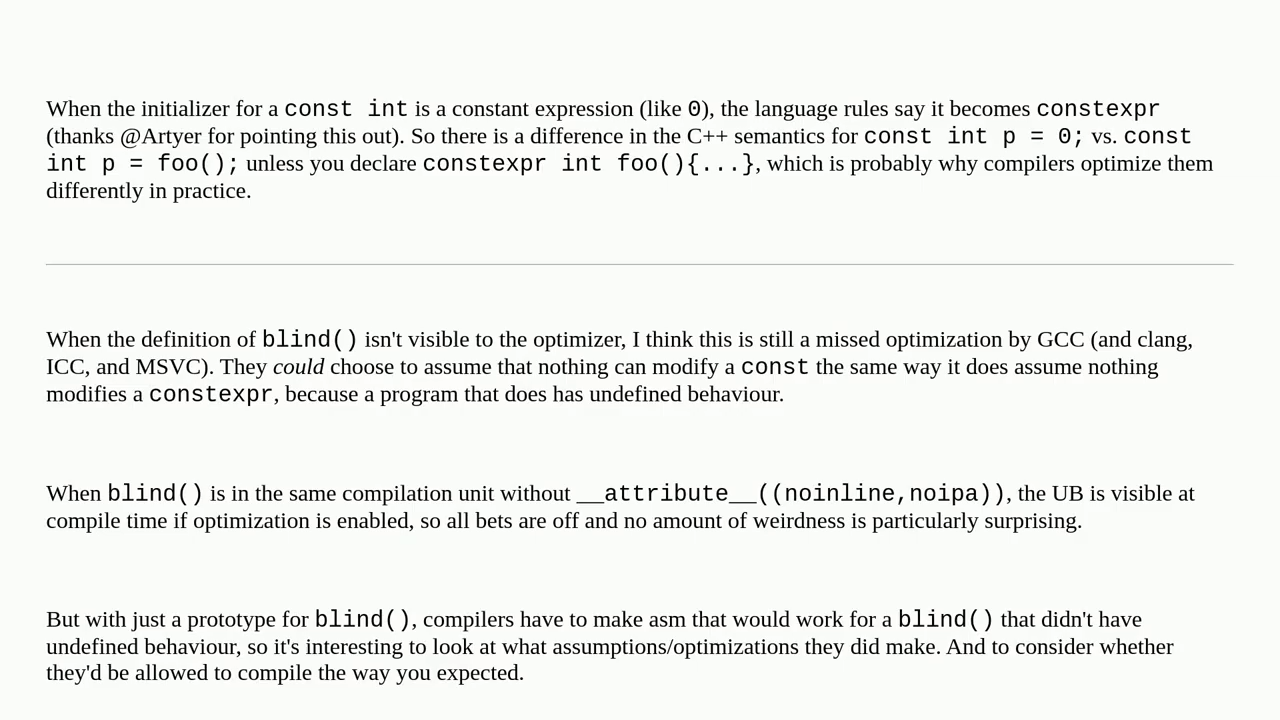 When the initializer for a const int is a constant expression (like 0), the language rules say it becomes constexpr
(thanks @Artyer for pointing this out). So there is a difference in the C++ semantics for const int p = 0; vs. const
int p = foo(); unless you declare constexpr int foo(){...}, which is probably why compilers optimize them
differently in practice.
When the definition of blind() isn't visible to the optimizer, I think this is still a missed optimization by GCC (and clang,
ICC, and MSVC). They could choose to assume that nothing can modify a const the same way it does assume nothing
modifies a constexpr, because a program that does has undefined behaviour.
When blind() is in the same compilation unit without __attribute__((noinline,noipa)), the UB is visible at
compile time if optimization is enabled, so all bets are off and no amount of weirdness is particularly surprising.
But with just a prototype for blind(), compilers have to make asm that would work for a blind() that didn't have
undefined behaviour, so it's interesting to look at what assumptions/optimizations they did make. And to consider whether
they'd be allowed to compile the way you expected.